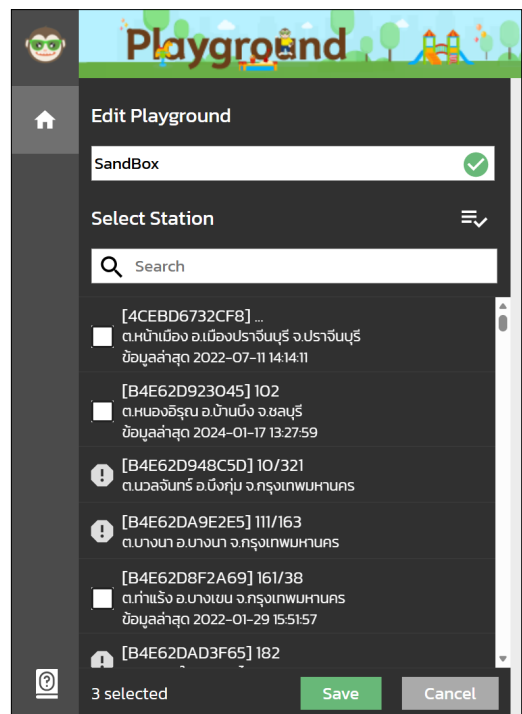 Playground
Edit Playground
SandBox
Select Station
Search
[4CEBD6732CF8] ...
ต.หน้าเมือง อ.เมืองปราจีนบุรี จ.ปราจีนบุรี
ข้อมูลล่าสุด 2022-07-11 14:14:11
[B4E62D923045] 102
ต.หนองอิรุณ อ.บ้านบึง จ.ชลบุรี
ข้อมูลล่าสุด 2024-01-17 13:27:59
[B4E62D948C5D] 10/321
ต.นวลจันทร์ อ.บึงกุ่ม จ.กรุงเทพมหานคร
[B4E62DA9E2E5] 111/163
ต.บางนา อ.บางนา จ.กรุงเทพมหานคร
[B4E62D8F2A69] 161/38
ต.ท่าแร้ง อ.บางเขน จ.กรุงเทพมหานคร
ข้อมูลล่าสุด 2022-01-29 15:51:57
[B4E62DAD3F65] 182
3 selected
Save
Cancel